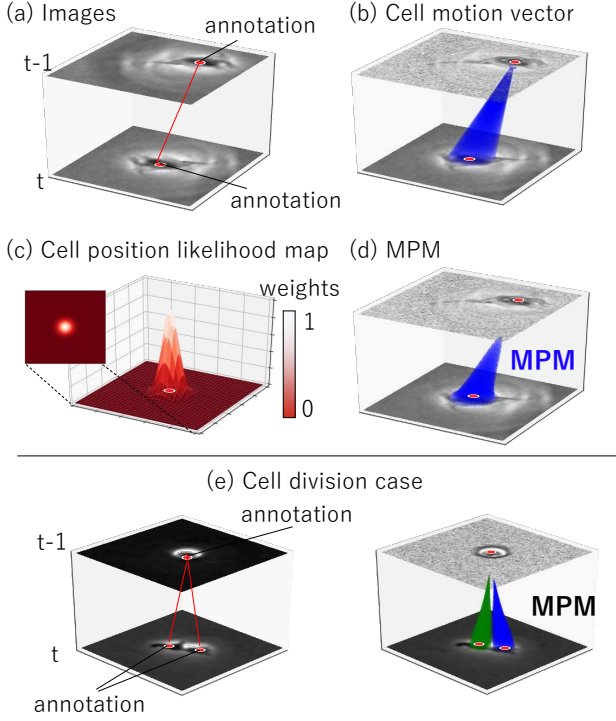 (a) Images
annotation
t-1
t
annotation
(b) Cell motion vector
(c) Cell position likelihood map
weights
1
0
(d) MPM
MPM
(e) Cell division case
annotation
t-1
t
annotation
MPM